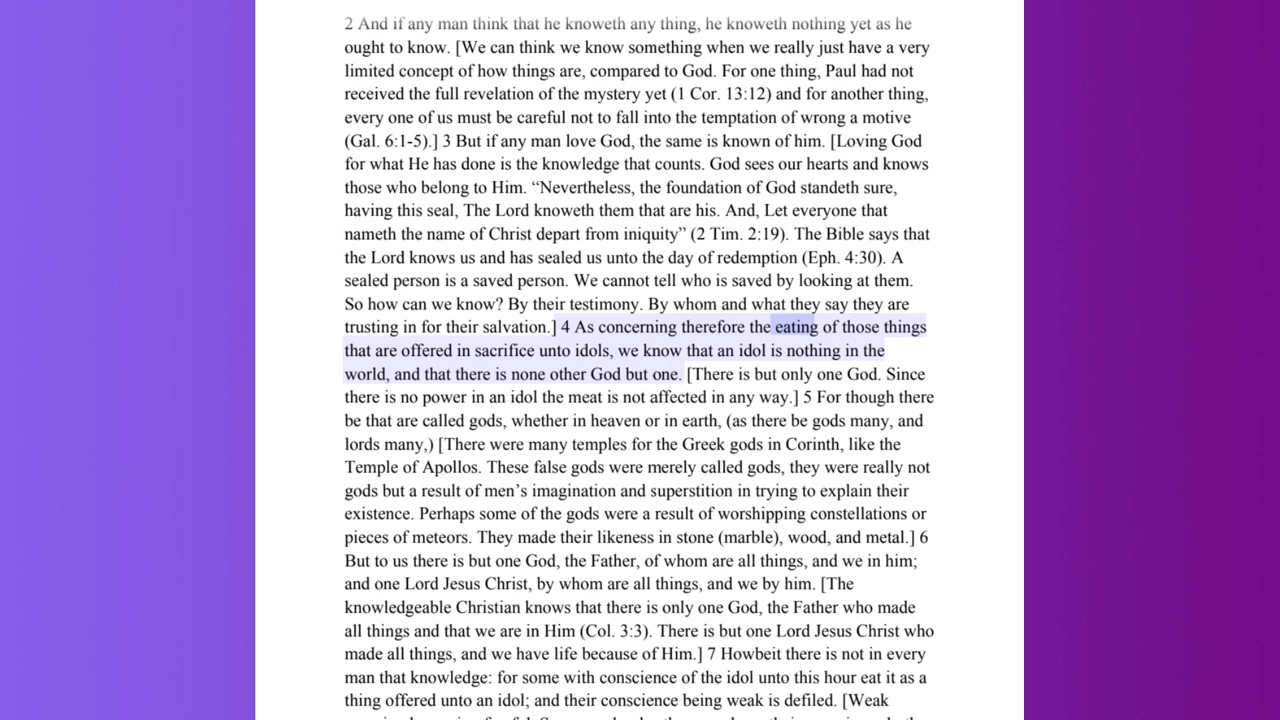 2 And if any man think that he knoweth any thing, he knoweth nothing yet as he
ought to know. [We can think we know something when we really just have a very
limited concept of how things are, compared to God. For one thing, Paul had not
received the full revelation of the mystery yet (1 Cor. 13:12) and for another thing,
every one of us must be careful not to fall into the temptation of wrong a motive
(Gal. 6:1-5).] 3 But if any man love God, the same is known of him. [Loving God
for what He has done is the knowledge that counts. God sees our hearts and knows
those who belong to Him. “Nevertheless, the foundation of God standeth sure,
having this seal, The Lord knoweth them that are his. And, Let everyone that
nameth the name of Christ depart from iniquity” (2 Tim. 2:19). The Bible says that
the Lord knows us and has sealed us unto the day of redemption (Eph. 4:30). A
sealed person is a saved person. We cannot tell who is saved by looking at them.
So how can we know? By their testimony. By whom and what they say they are
trusting in for their salvation.] 4 As concerning therefore the eating of those things
that are offered in sacrifice unto idols, we know that an idol is nothing in the
world, and that there is none other God but one. [There is but only one God. Since
there is no power in an idol the meat is not affected in any way.] 5 For though there
be that are called gods, whether in heaven or in earth, (as there be gods many, and
lords many,) [There were many temples for the Greek gods in Corinth, like the
Temple of Apollos. These false gods were merely called gods, they were really not
gods but a result of men’s imagination and superstition in trying to explain their
existence. Perhaps some of the gods were a result of worshipping constellations or
pieces of meteors. They made their likeness in stone (marble), wood, and metal.] 6
But to us there is but one God, the Father, of whom are all things, and we in him;
and one Lord Jesus Christ, by whom are all things, and we by him. [The
knowledgeable Christian knows that there is only one God, the Father who made
all things and that we are in Him (Col. 3:3). There is but one Lord Jesus Christ who
made all things, and we have life because of Him.] 7 Howbeit there is not in every
man that knowledge: for some with conscience of the idol unto this hour eat it as a
thing offered unto an idol; and their conscience being weak is defiled. [Weak